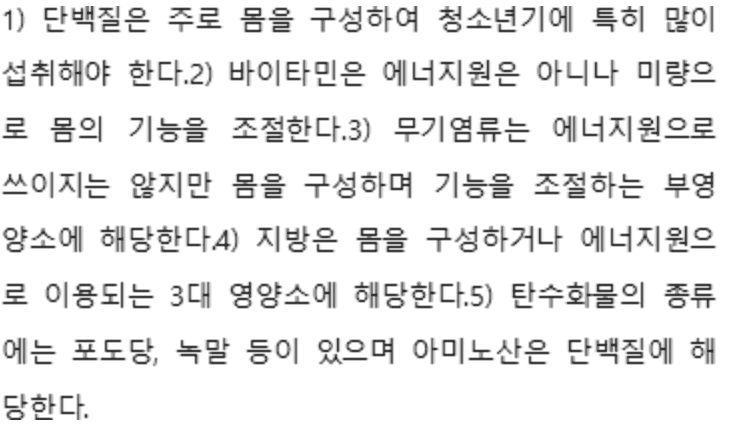 1) 단백질은 주로 몸을 구성하여 청소년기에 특히 많이
섭취해야 한다.2) 바이타민은 에너지원은 아니나 미량으
로 몸의 기능을 조절한다.3) 무기염류는 에너지원으로
쓰이지는 않지만 몸을 구성하며 기능을 조절하는 부영
양소에 해당한다.4) 지방은 몸을 구성하거나 에너지원으
로 이용되는 3대 영양소에 해당한다.5) 탄수화물의 종류
에는 포도당, 녹말 등이 있으며 아미노산은 단백질에 해
당한다.